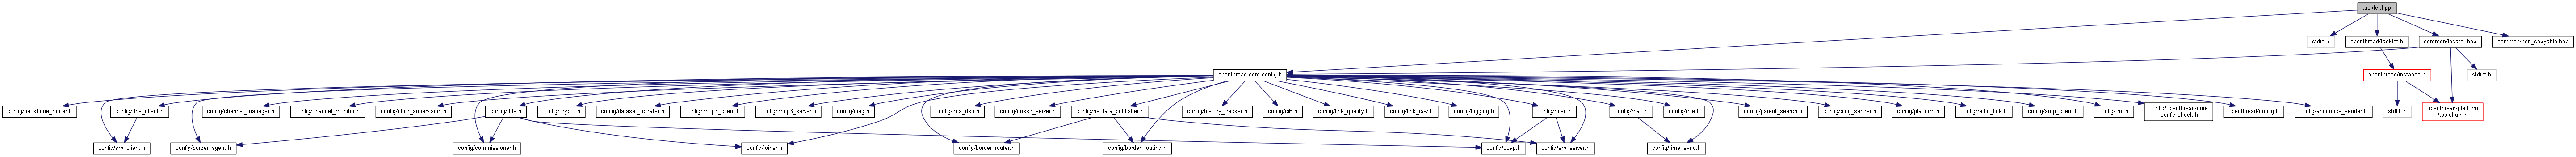 tasklet.hpp
stdio.h
openthread/tasklet.h
common/locator.hpp
common/non_copyable.hpp
openthread-core-config.h
openthread/instance.h
stdint.h
config/backbone_router.h
config/dns_client.h
config/channel_manager.h
config/channel_monitor.h
config/child_supervision.h
config/dtls.h
config/crypto.h
config/dataset_updater.h
config/dhcp6_client.h
config/dhcp6_server.h
config/diag.h
config/dns_dso.h
config/dnssd_server.h
config/netdata_publisher.h
config/history_tracker.h
config/ip6.h
config/link_quality.h
config/link_raw.h
config/logging.h
config/misc.h
config/mac.h
config/mle.h
config/parent_search.h
config/ping_sender.h
config/platform.h
config/radio_link.h
config/sntp_client.h
config/tmf.h
config/openthread-core
-config-check.h
openthread/config.h
config/announce_sender.h
stdlib.h
openthread/platform
/toolchain.h
config/srp_client.h
config/border_agent.h
config/commissioner.h
config/joiner.h
config/border_router.h
config/border_routing.h
config/coap.h
config/srp_server.h
config/time_sync.h